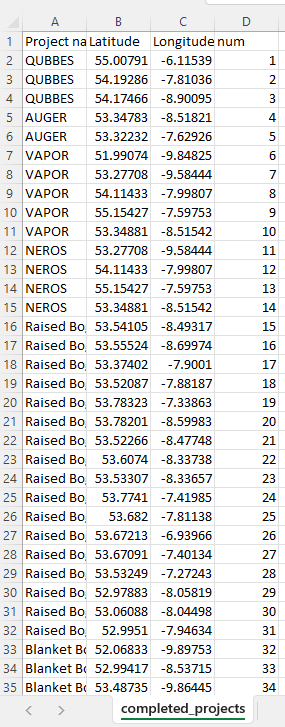 A B C D
1 Project na Latitude Longitude num
2 QUBBES 55.00791 -6.11539 1
3 QUBBES 54.19286 -7.81036 2
4 QUBBES 54.17466 -8.90095 3
5 AUGER 53.34783 -8.51821 4
6 AUGER 53.32232 -7.62926 5
7 VAPOR 51.99074 -9.84825 6
8 VAPOR 53.27708 -9.58444 7
9 VAPOR 54.11433 -7.99807 8
10 VAPOR 55.15427 -7.59753 9
11 VAPOR 53.34881 -8.51542 10
12 NEROS 53.27708 -9.58444 11
13 NEROS 54.11433 -7.99807 12
14 NEROS 55.15427 -7.59753 13
15 NEROS 53.34881 -8.51542 14
16 Raised Bo 53.54105 -8.49317 15
17 Raised Bo 53.55524 -8.69974 16
18 Raised Bo 53.37402 -7.9001 17
19 Raised Bo 53.52087 -7.88187 18
20 Raised Bo 53.78323 -7.33863 19
21 Raised Bo 53.78201 -8.59983 20
22 Raised Bo 53.52266 -8.47748 21
23 Raised Bo 53.6074 -8.33738 22
24 Raised Bo 53.53307 -8.33657 23
25 Raised Bo 53.7741 -7.41985 24
26 Raised Bo 53.682 -7.81138 25
27 Raised Bo 53.67213 -6.93966 26
28 Raised Bo 53.67091 -7.40134 27
29 Raised Bo 53.53249 -7.27243 28
30 Raised Bo 52.97883 -8.05819 29
31 Raised Bo 53.06088 -8.04498 30
32 Raised Bo 52.9951 -7.94634 31
33 Blanket Bo 52.06833 -9.89753 32
34 Blanket Bo 52.99417 -8.53715 33
35 Blanket Bo 53.48735 -9.86445 34
completed_projects